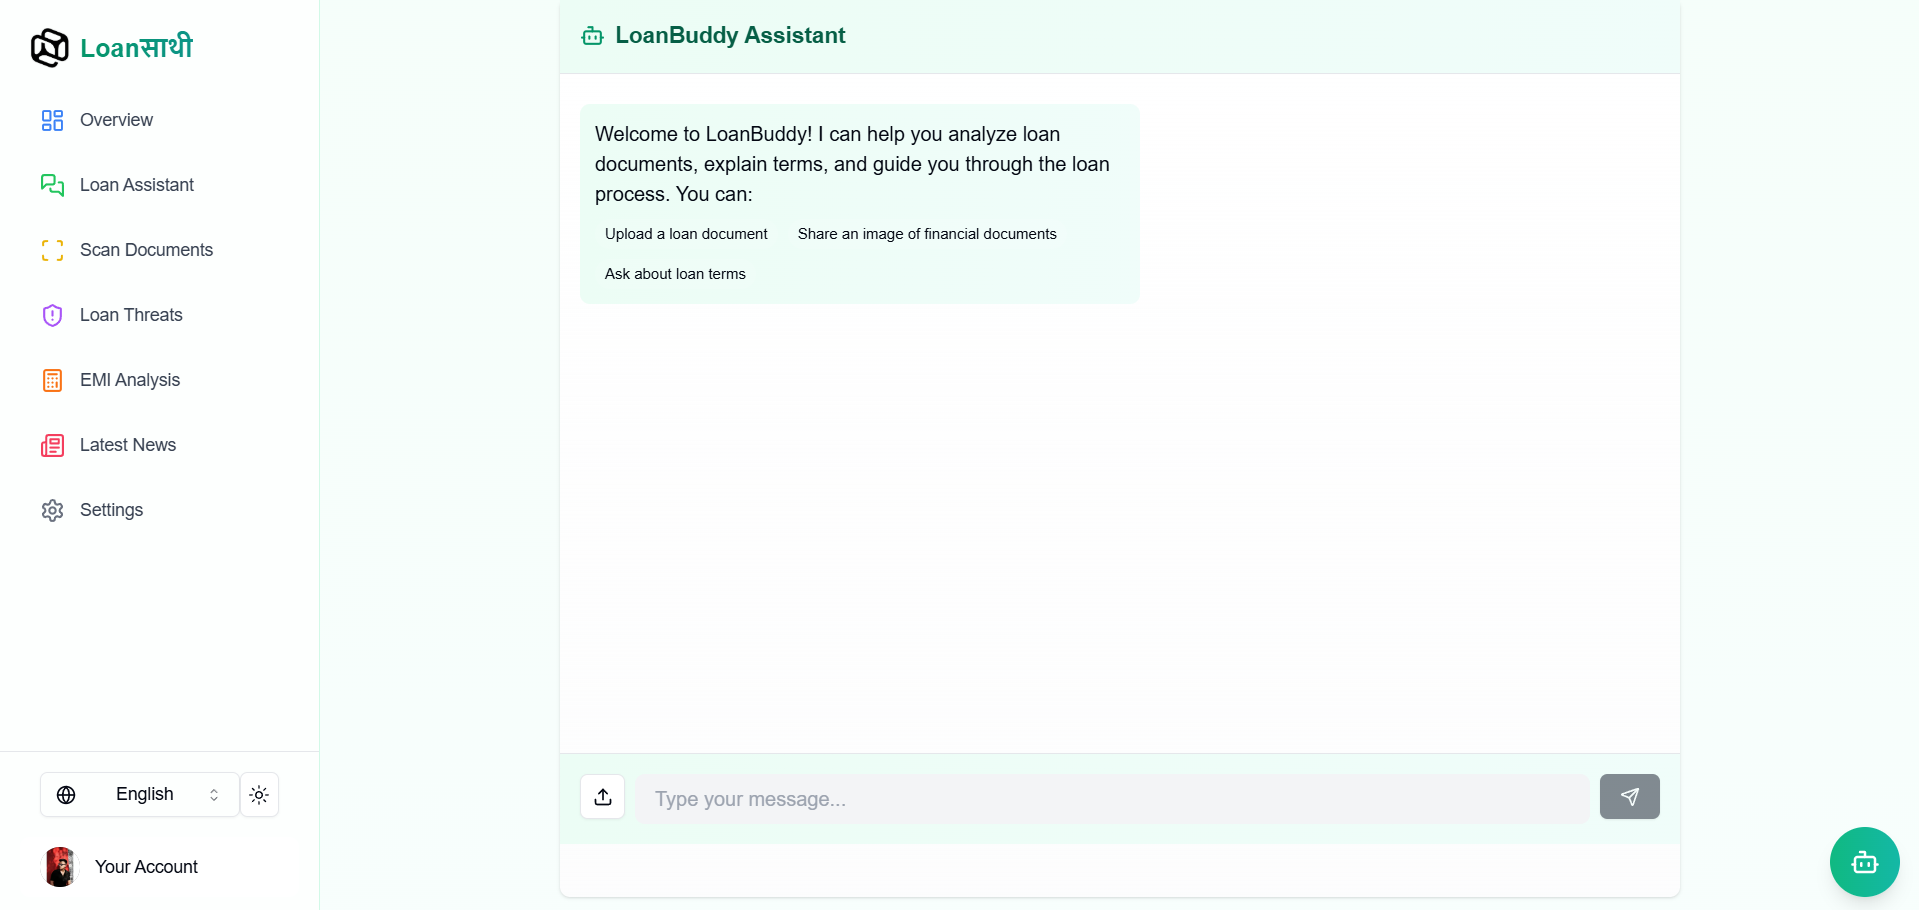 Loanसाथी
Overview
Loan Assistant
Scan Documents
Loan Threats
EMI Analysis
Latest News
Settings
English
Your Account
LoanBuddy Assistant
Welcome to LoanBuddy! I can help you analyze loan
documents, explain terms, and guide you through the loan
process. You can:
Upload a loan document Share an image of financial documents
Ask about loan terms
Type your message...